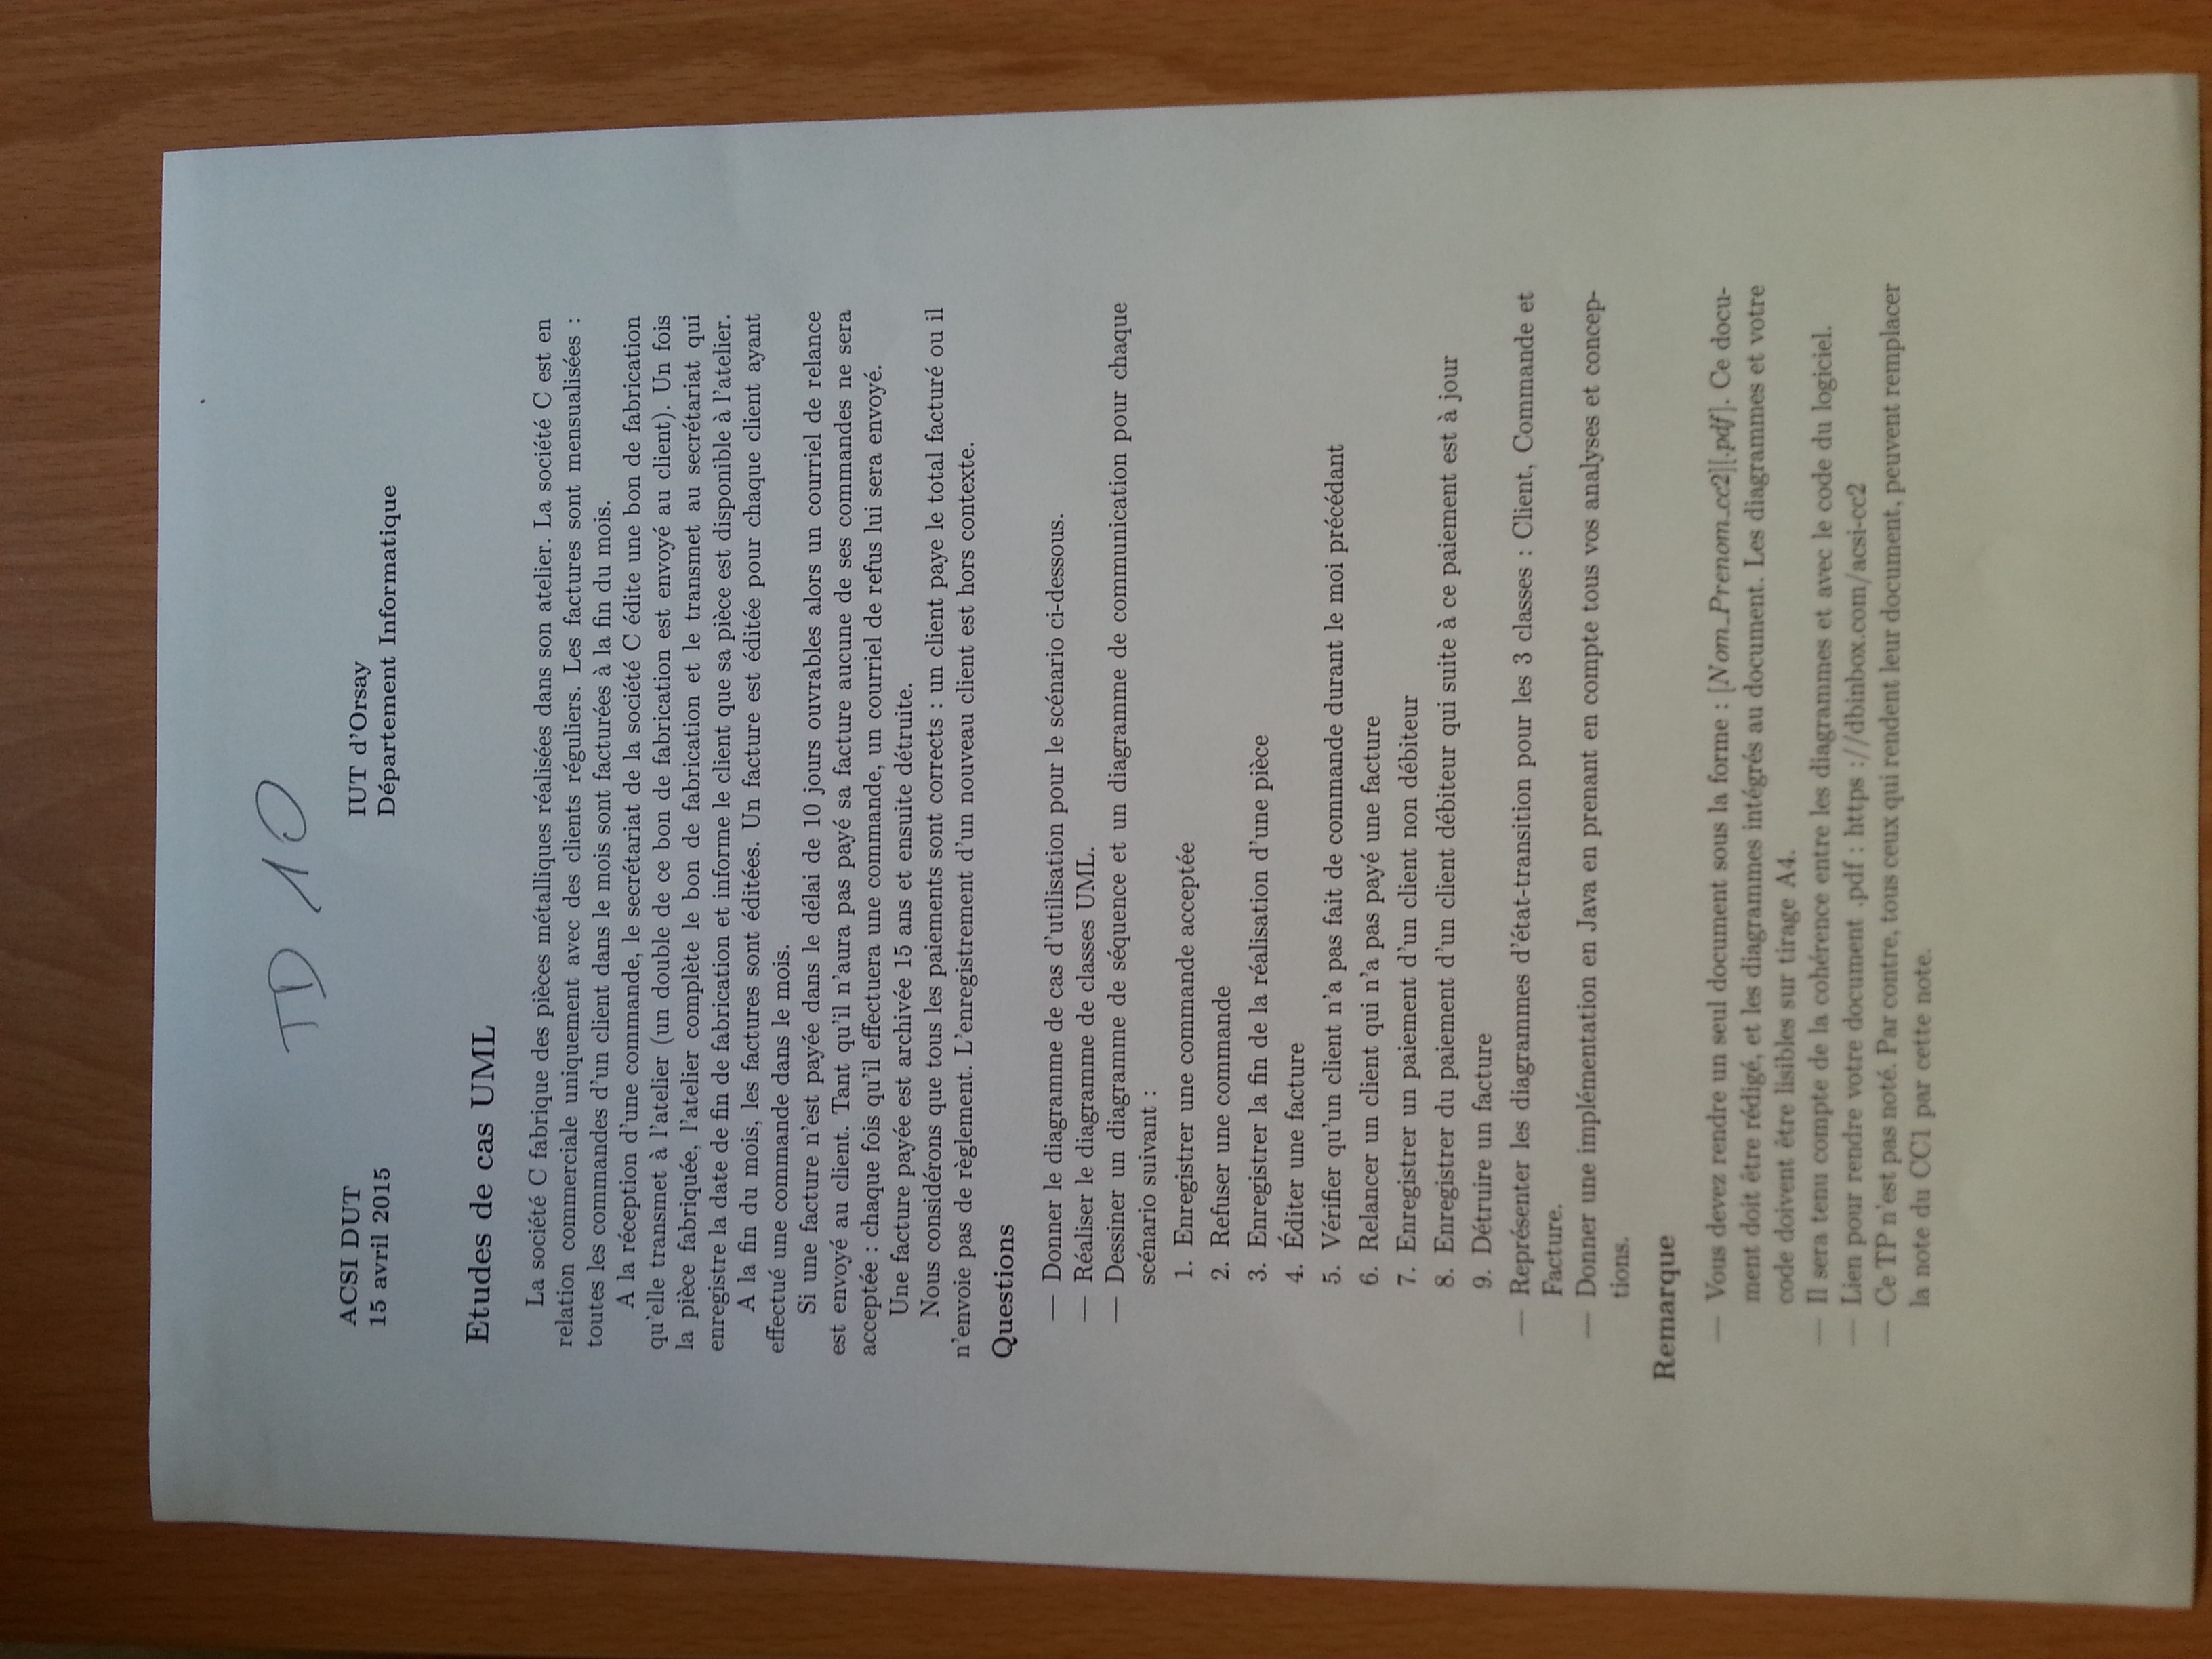 TD 10
ACSI DUT
15 avril 2015
IUT d'Orsay
Département Informatique
Etudes de cas UML
La société C fabrique des pièces métalliques réalisées dans son atelier. La société C est en
relation commerciale uniquement avec des clients réguliers. Les factures sont mensualisées :
toutes les commandes d'un client dans le mois sont facturées à la fin du mois.
A la réception d'une commande, le secrétariat de la société C édite une bon de fabrication
qu'elle transmet à l'atelier (un double de ce bon de fabrication est envoyé au client). Un fois
la pièce fabriquée, l'atelier complète le bon de fabrication et le transmet au secrétariat qui
enregistre la date de fin de fabrication et informe le client que sa pièce est disponible à l'atelier.
A la fin du mois, les factures sont éditées. Un facture est éditée pour chaque client ayant
effectué une commande dans le mois.
Si une facture n'est payée dans le délai de 10 jours ouvrables alors un courriel de relance
est envoyé au client. Tant qu'il n'aura pas payé sa facture aucune de ses commandes ne sera
acceptée : chaque fois qu'il effectuera une commande, un courriel de refus lui sera envoyé.
Une facture payée est archivée 15 ans et ensuite détruite.
Nous considérons que tous les paiements sont corrects : un client paye le total facturé ou il
n'envoie pas de règlement. L'enregistrement d'un nouveau client est hors contexte.
Questions
— Donner le diagramme de cas d'utilisation pour le scénario ci-dessous.
— Réaliser le diagramme de classes UML.
— Dessiner un diagramme de séquence et un diagramme de communication pour chaque
scénario suivant :
1. Enregistrer une commande acceptée
2. Refuser une commande
3. Enregistrer la fin de la réalisation d'une pièce
4. Éditer une facture
5. Vérifier qu'un client n'a pas fait de commande durant le moi précédant
6. Relancer un client qui n'a pas payé une facture
7. Enregistrer un paiement d'un client non débiteur
8. Enregistrer du paiement d'un client débiteur qui suite à ce paiement est à jour
9. Détruire un facture
— Représenter les diagrammes d'état-transition pour les 3 classes : Client, Commande et
Facture.
— Donner une implémentation en Java en prenant en compte tous vos analyses et concep-
tions.
Remarque
— Vous devez rendre un seul document sous la forme : [Nom_Prenom_cc2][.pdf]. Ce docu-
ment doit être rédigé, et les diagrammes intégrés au document. Les diagrammes et votre
code doivent être lisibles sur tirage A4.
— Il sera tenu compte de la cohérence entre les diagrammes et avec le code du logiciel.
— Lien pour rendre votre document .pdf : https ://dbinbox.com/acsi-cc2
— Ce TP n'est pas noté. Par contre, tous ceux qui rendent leur document, peuvent remplacer
la note du CC1 par cette note.